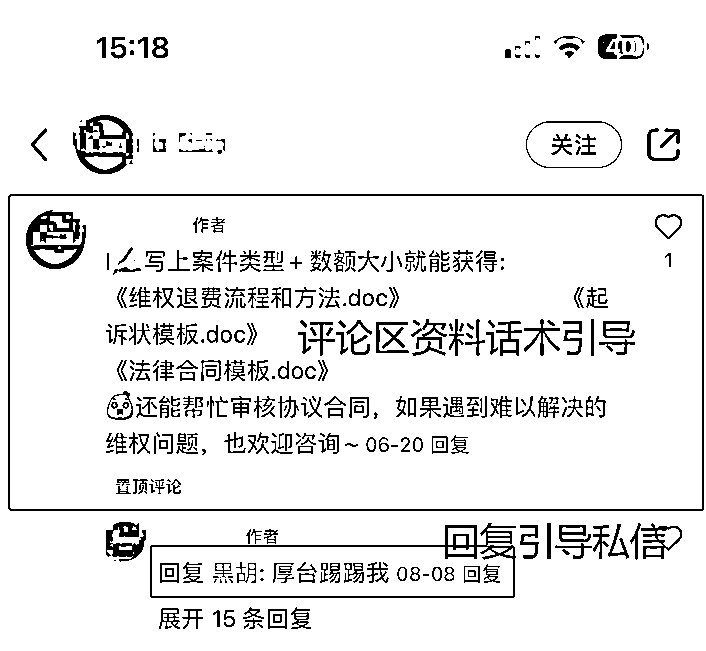 15:18
40
关注
作者
写上案件类型+数额大小就能获得:
1
《维权退费流程和方法.doc》 《起
诉状模板.doc》
评论区资料话术引导
《法律合同模板.doc》
还能帮忙审核协议合同，如果遇到难以解决的
维权问题，也欢迎咨询~ 06-20 回复
置顶评论
作者
回复引导私信
回复 黑胡: 厚台踢踢我 08-08 回复
展开 15 条回复